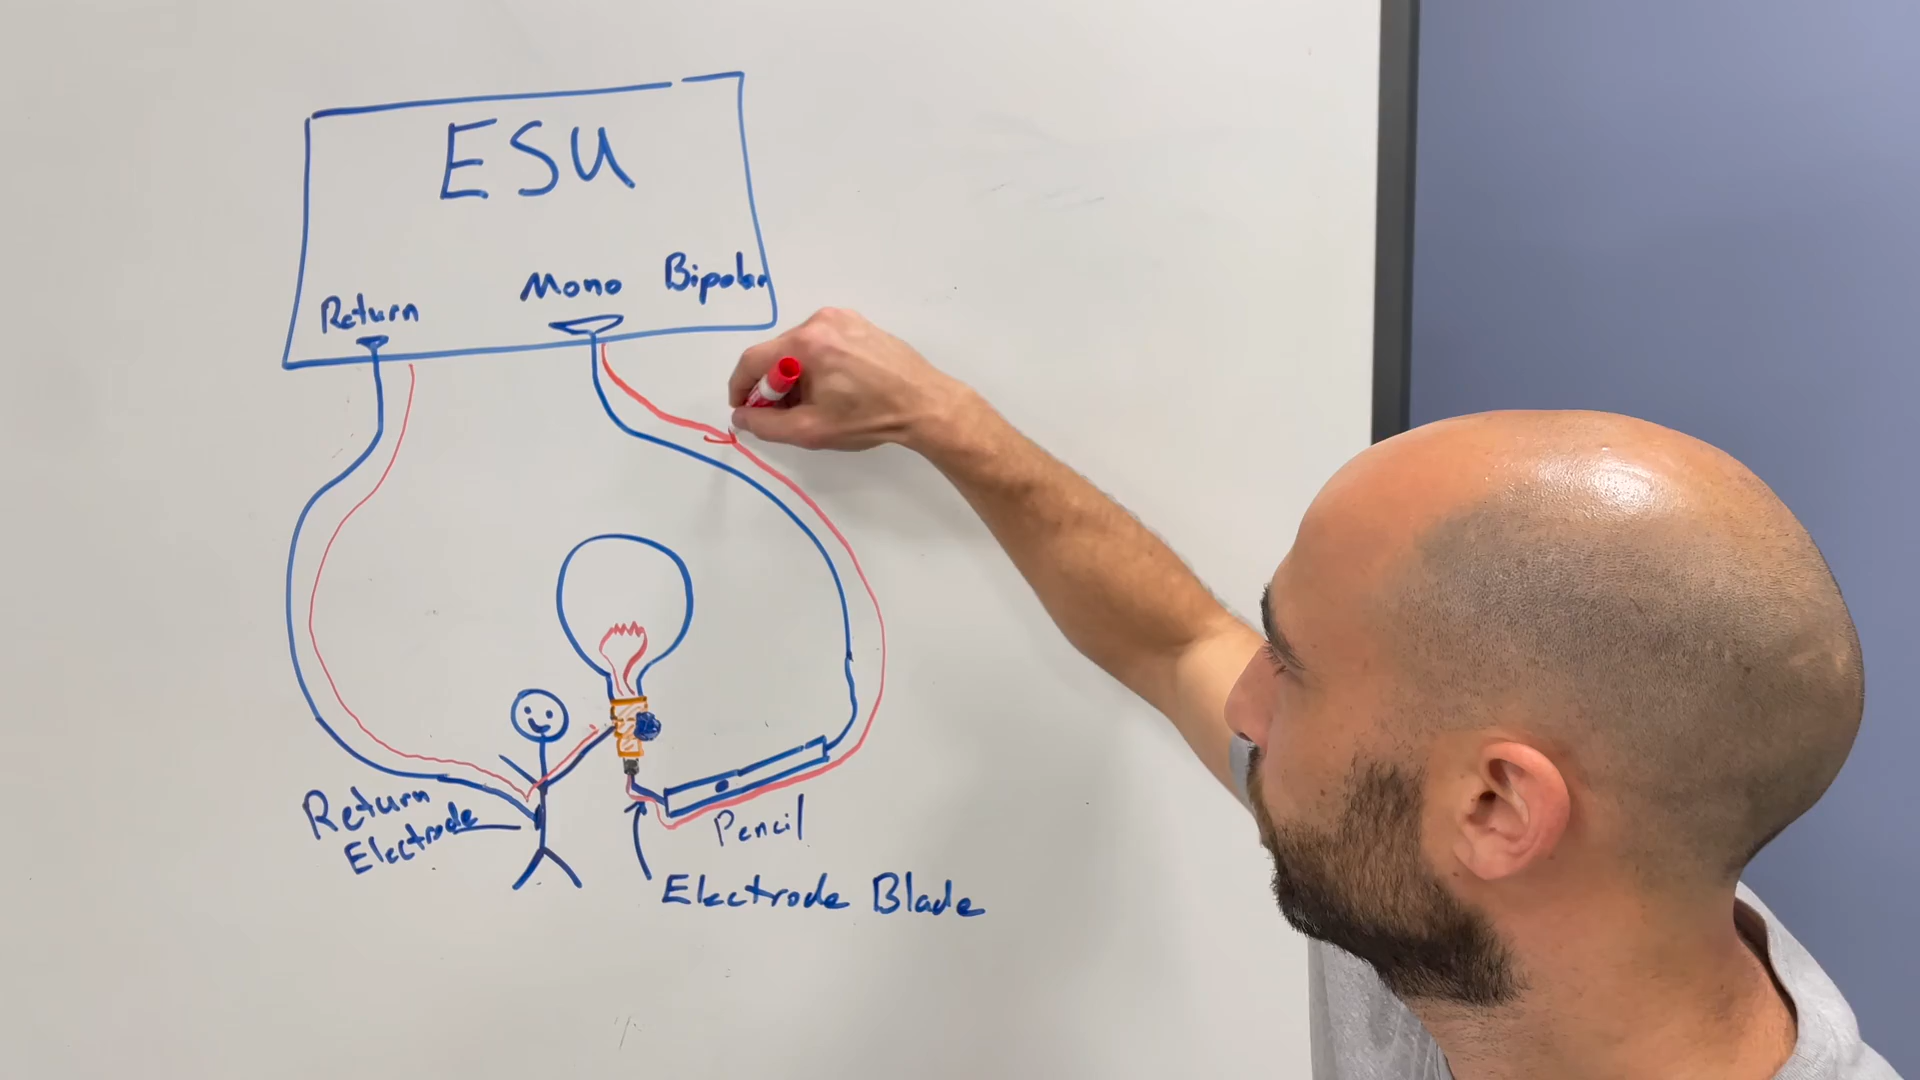 ESU
Return Mono Bipolar
Return
Electrode
Pencil
Electrode Blade